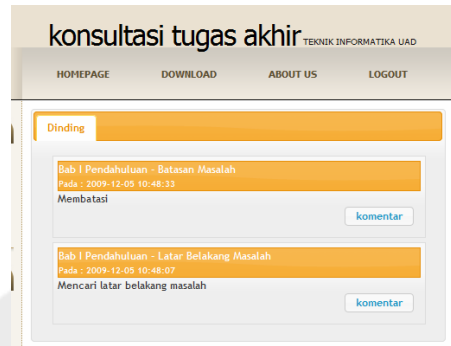 konsultasi tugas akhir TEKNIK INFORMATIKA UAD
HOMEPAGE DOWNLOAD ABOUT US LOGOUT
Dinding
Bab I Pendahuluan - Batasan Masalah
Pada : 2009-12-05 10:48:33
Membatasi
komentar
Bab I Pendahuluan - Latar Belakang Masalah
Pada : 2009-12-05 10:48:07
Mencari latar belakang masalah
komentar